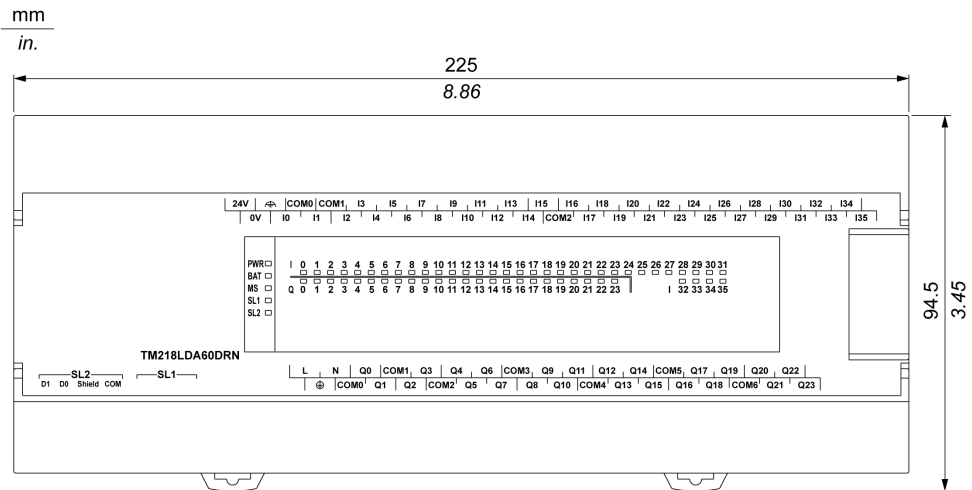 mm
in.
225
8.86
24V COM0 COM1 I3 I5 I7 I9 I11 I13 I15 I16 I18 I20 I22 I24 I26 I28 I30 I32 I34
0V I0 I1 I2 I4 I6 I8 I10 I12 I14 COM2 I17 I19 I21 I23 I25 I27 I29 I31 I33 I35
PWR I 0 1 2 3 4 5 6 7 8 9 10 11 12 13 14 15 16 17 18 19 20 21 22 23 24 25 26 27 28 29 30 31
BAT
MS Q 0 1 2 3 4 5 6 7 8 9 10 11 12 13 14 15 16 17 18 19 20 21 22 23 I 32 33 34 35
SL1
SL2
94.5
3.45
TM218LDA60DRN
SL2 SL1
D1 D0 Shield COM
L N Q0 COM1 Q3 Q4 Q6 COM3 Q9 Q11 Q12 Q14 COM5 Q17 Q19 Q20 Q22
COM0 Q1 Q2 COM2 Q5 Q7 Q8 Q10 COM4 Q13 Q15 Q16 Q18 COM6 Q21 Q23